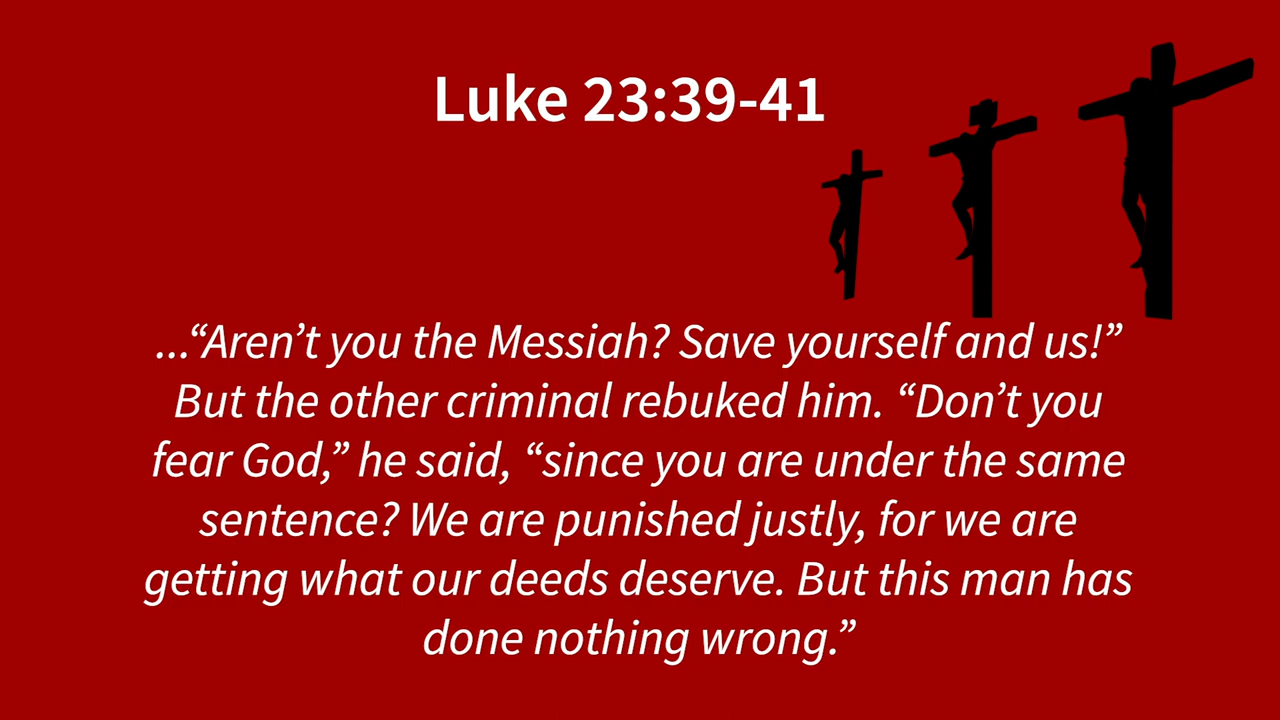 Luke 23:39-41
...“Aren’t you the Messiah? Save yourself and us!”
But the other criminal rebuked him. “Don’t you
fear God,” he said, “since you are under the same
sentence? We are punished justly, for we are
getting what our deeds deserve. But this man has
done nothing wrong.”